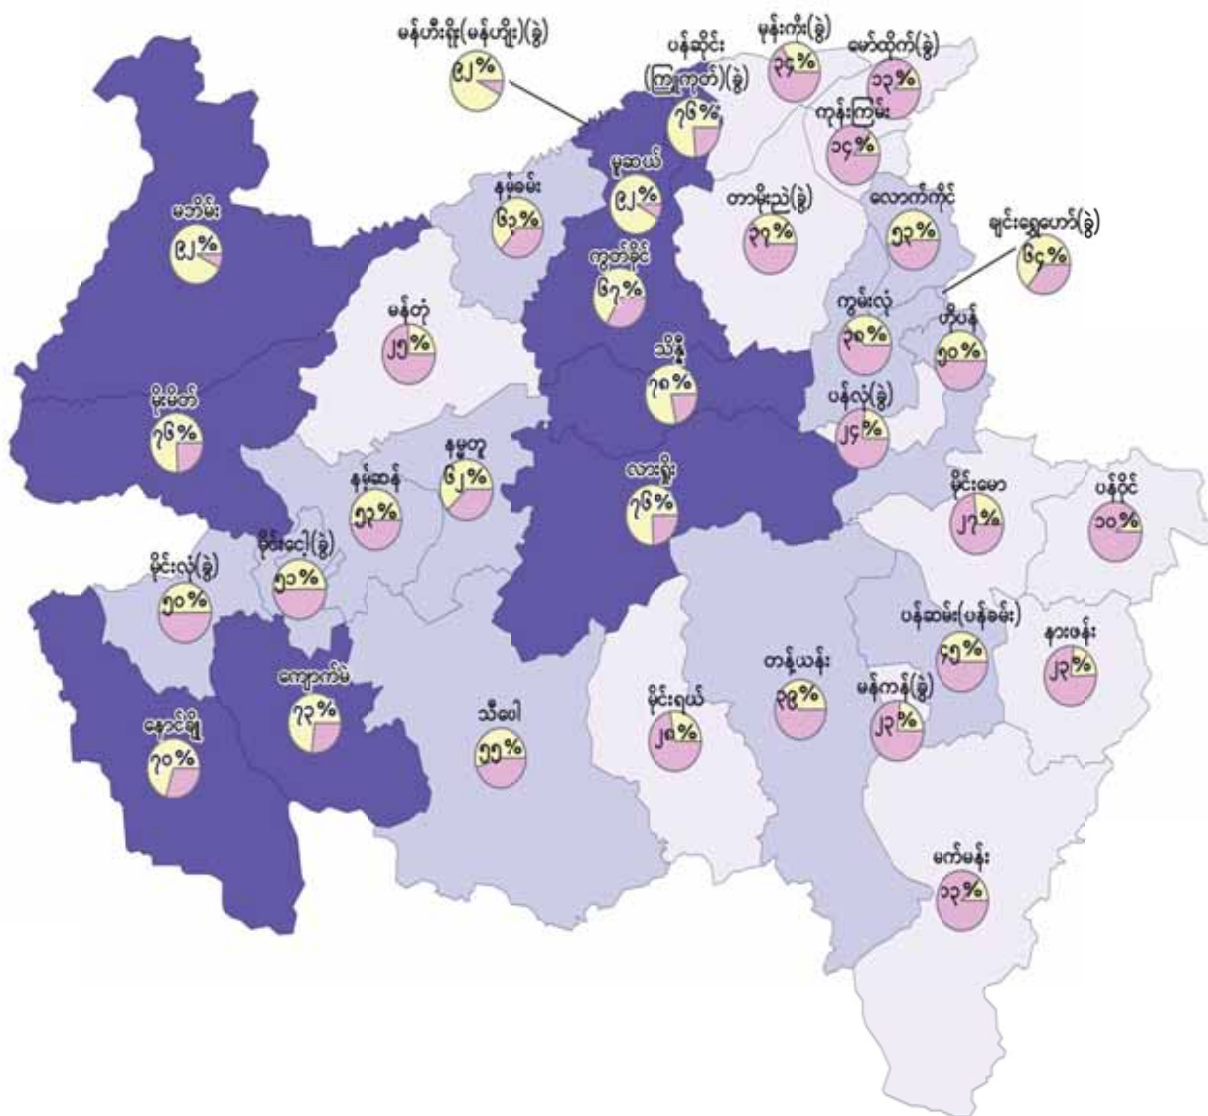 မန်ဟီးရိုး(မန်ဟျိုး)(ခွဲ)
၉၂%
ပန်ဆိုင်း
(ကြူကုတ်)(ခွဲ)
၇၆%
မုန်းကိုး(ခွဲ)
၃၄%
မော်ထိုက်(ခွဲ)
၁၃%
ကုန်းကြမ်း
၁၄%
မဘိမ်း
၉၂%
နမ့်ခမ်း
၆၃%
မူဆယ်
၉၂%
တာမိုးညဲ(ခွဲ)
၃၇%
လောက်ကိုင်
၅၃%
ချင်းရွှေဟော်(ခွဲ)
၆၄%
ကွတ်ခိုင်
၆၇%
မန်တုံ
၂၅%
ကွမ်းလုံ
၃၈%
ဟိုပန်
၅၀%
သိန္နီ
၇၈%
မိုးမိတ်
၇၆%
ပန်လုံ(ခွဲ)
၂၄%
နမ့်ဆန်
၅၃%
နမ္မတူ
၆၂%
လားရှိုး
၇၆%
မိုင်းမော
၂၇%
ပန်ဝိုင်
၁၀%
မိုင်းလုံ(ခွဲ)
၅၀%
မိုင်းငေါ့(ခွဲ)
၅၁%
ပန်ဆမ်း(ပန်ခမ်း)
၄၅%
နားဖန်း
၂၃%
ကျောက်မဲ
၇၃%
တန့်ယန်း
၃၉%
မန်ကန်(ခွဲ)
၂၃%
နောင်ချို
၇၀%
သီပေါ
၅၅%
မိုင်းရယ်
၂၈%
မက်မန်း
၁၃%